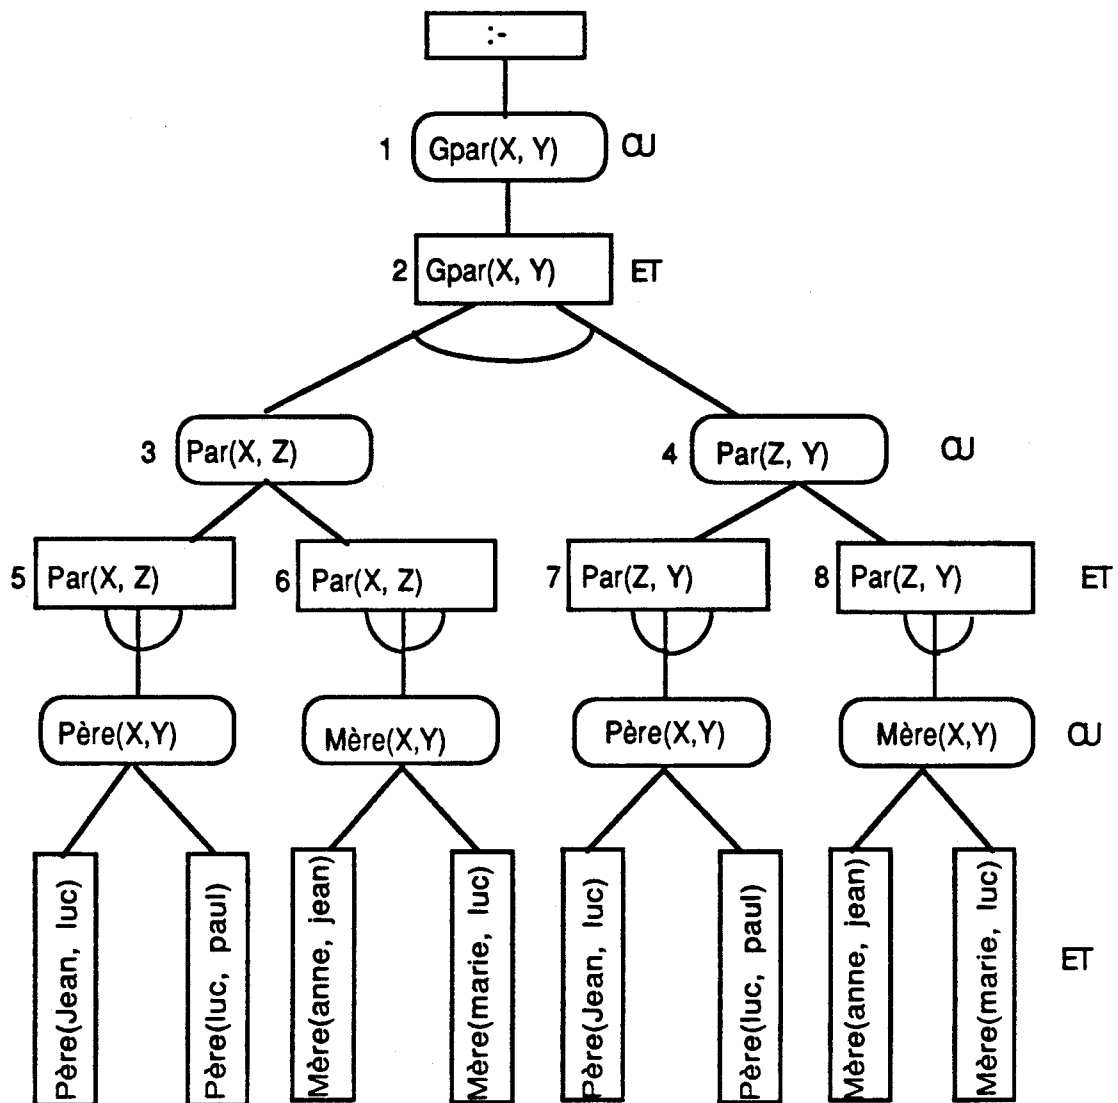 :-
1 Gpar(X, Y) OU
2 Gpar(X, Y) ET
3 Par(X, Z) 4 Par(Z, Y) OU
5 Par(X, Z) 6 Par(X, Z) 7 Par(Z, Y) 8 Par(Z, Y) ET
Père(X,Y) Mère(X,Y) Père(X,Y) Mère(X,Y) OU
Père(Jean, luc)
Père(luc, paul)
Mère(anne, jean)
Mère(marie, luc)
Père(Jean, luc)
Père(luc, paul)
Mère(anne, jean)
Mère(marie, luc)
ET